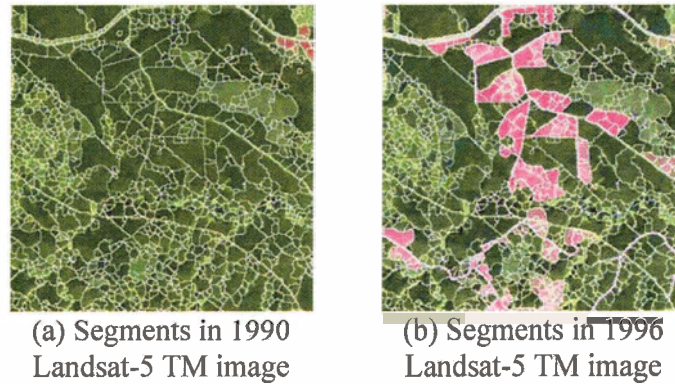 (a) Segments in 1990
Landsat-5 TM image
(b) Segments in 1996
Landsat-5 TM image